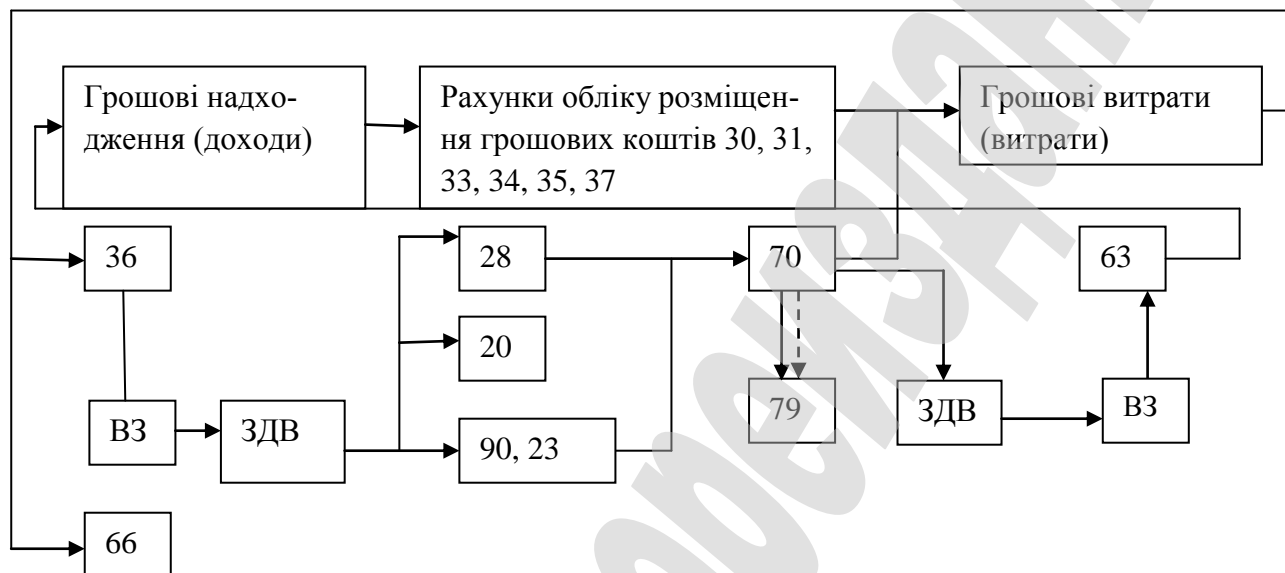 Грошові надхо-
дження (доходи)
Рахунки обліку розміщен-
ня грошових коштів 30, 31,
33, 34, 35, 37
Грошові витрати
(витрати)
36
28
70
63
20
79
ВЗ
ЗДВ
90, 23
ЗДВ
ВЗ
66